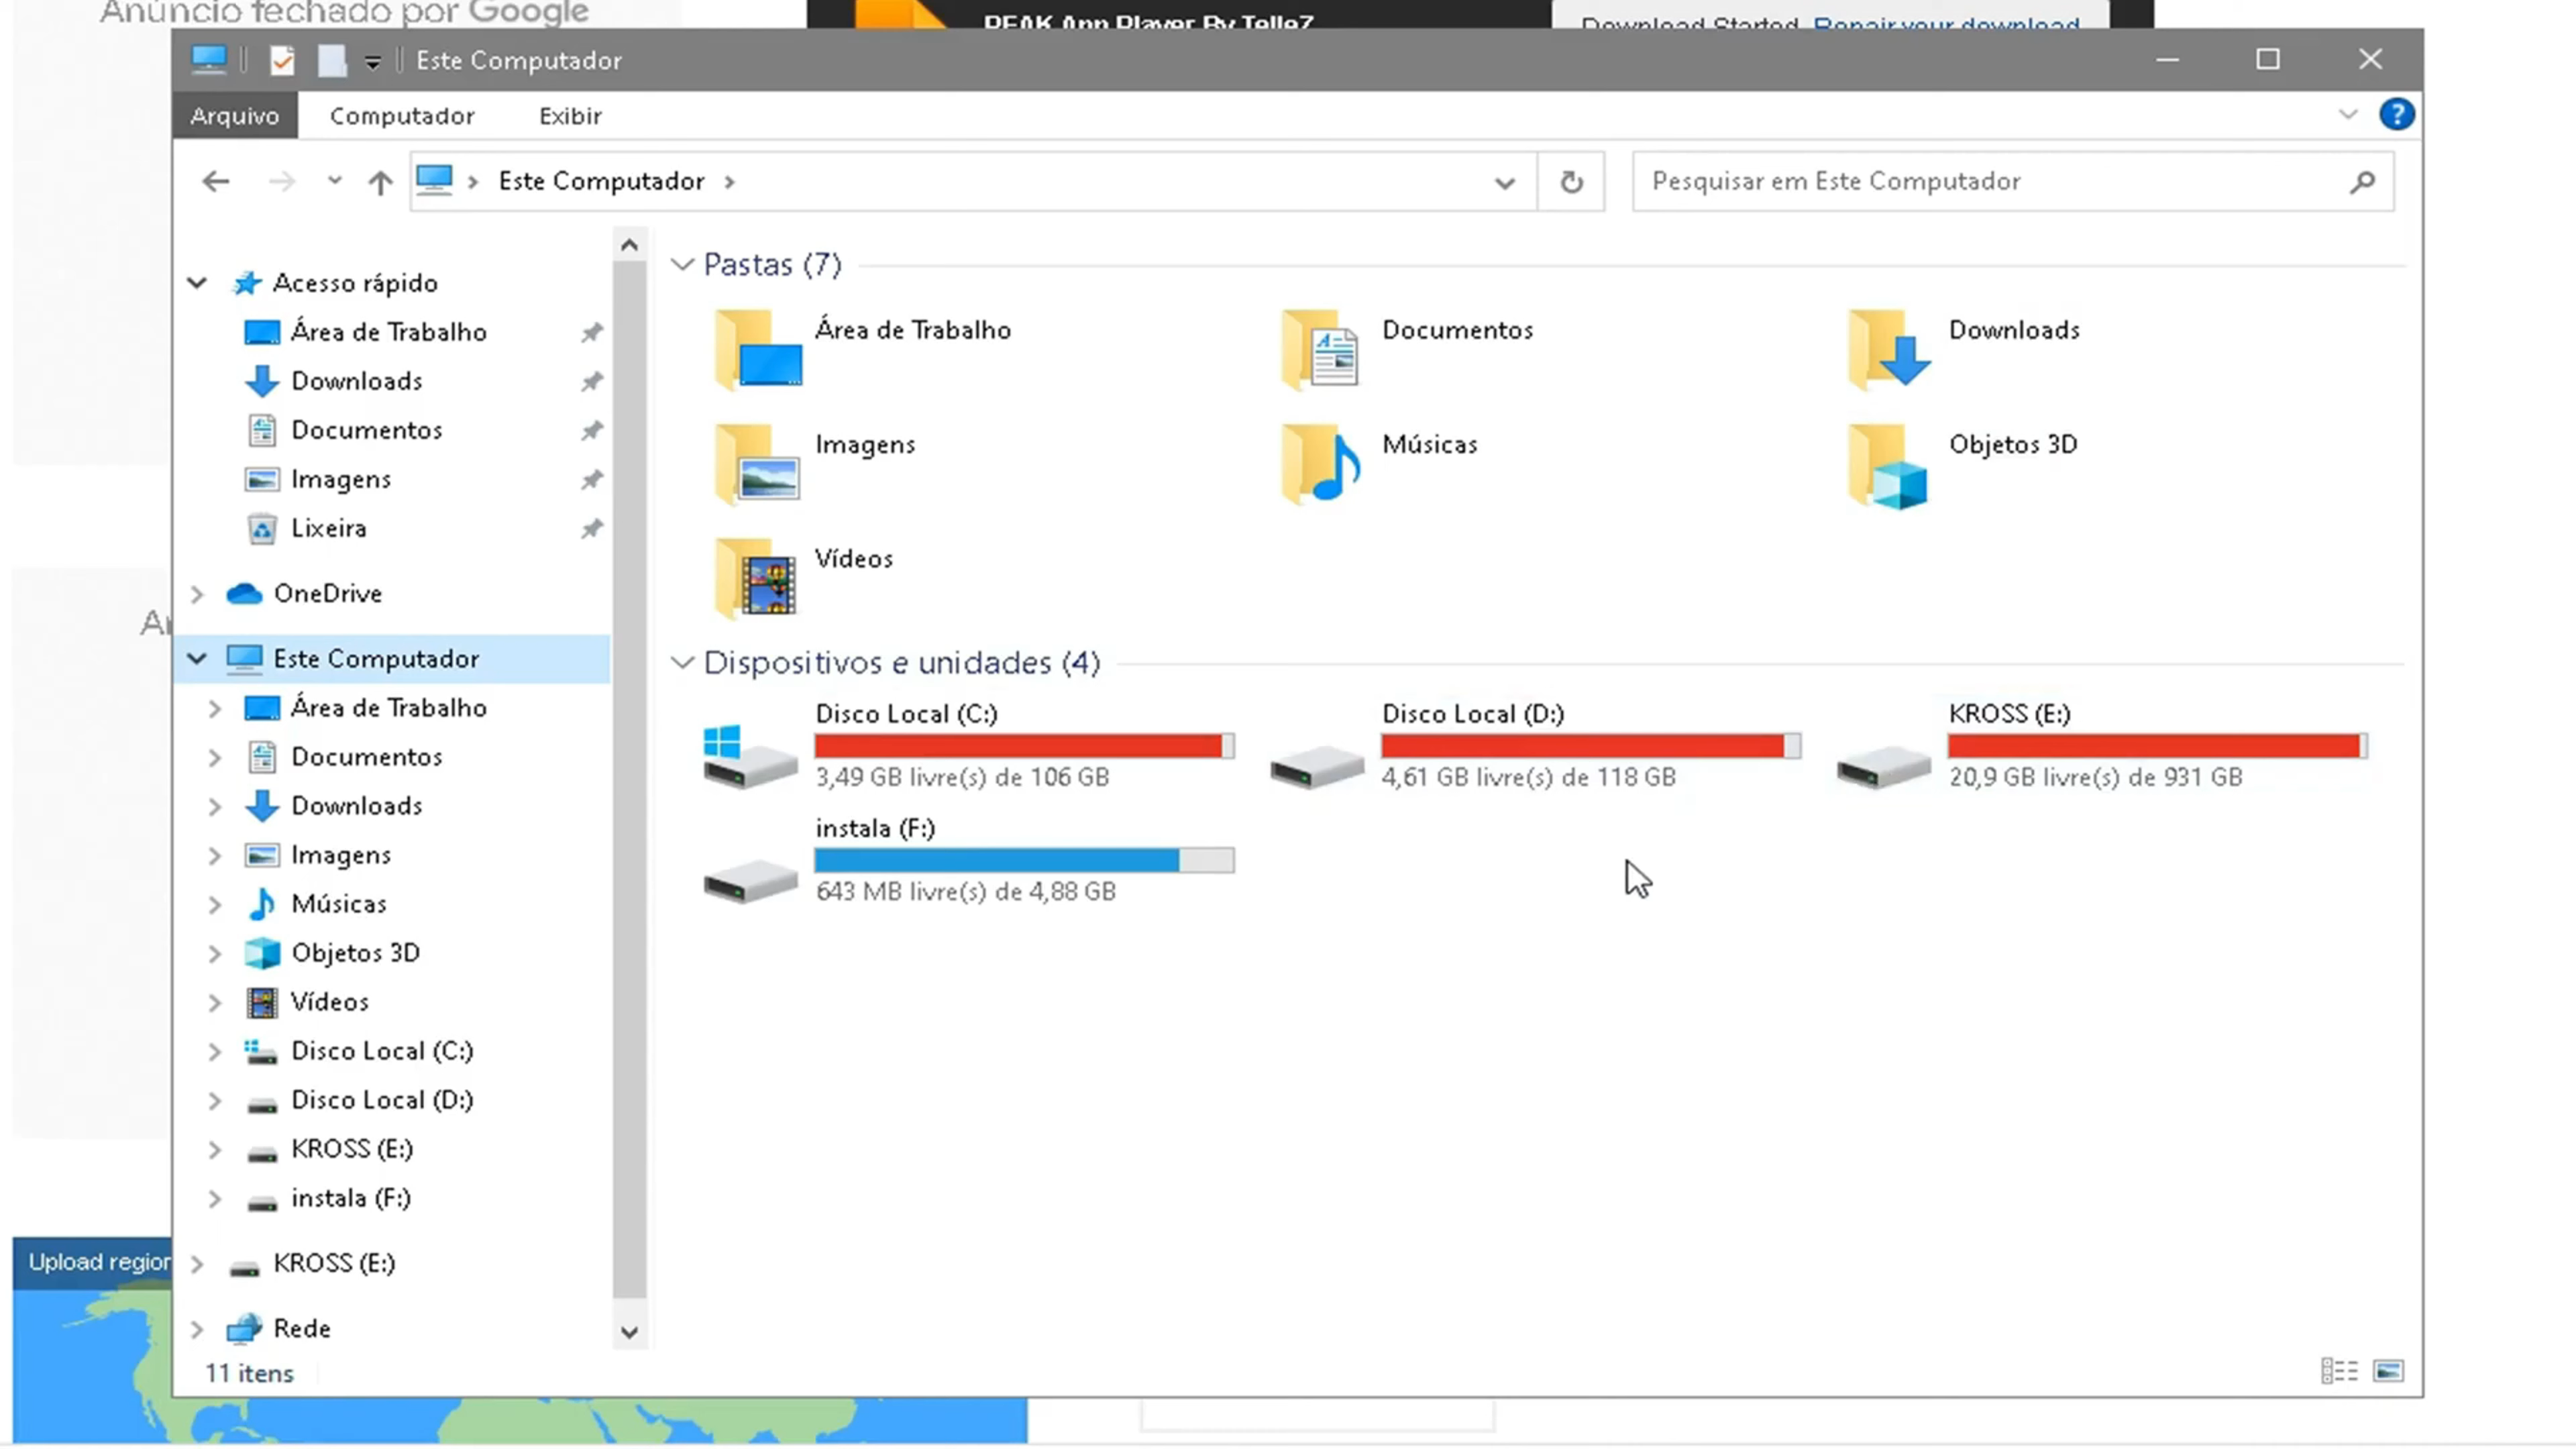 Anúncio fechado por Google
PEAK App Player By TelleZ
Download Started. Repair your download
Este Computador
Arquivo
Computador
Exibir
Este Computador
Pesquisar em Este Computador
Acesso rápido
Área de Trabalho
Downloads
Documentos
Imagens
Lixeira
OneDrive
Este Computador
Área de Trabalho
Documentos
Downloads
Imagens
Músicas
Objetos 3D
Vídeos
Disco Local (C:)
Disco Local (D:)
KROSS (E:)
instala (F:)
KROSS (E:)
Rede
Pastas (7)
Área de Trabalho
Documentos
Downloads
Imagens
Músicas
Objetos 3D
Vídeos
Dispositivos e unidades (4)
Disco Local (C:)
3,49 GB livre(s) de 106 GB
Disco Local (D:)
4,61 GB livre(s) de 118 GB
KROSS (E:)
20,9 GB livre(s) de 931 GB
instala (F:)
643 MB livre(s) de 4,88 GB
11 itens
Upload region